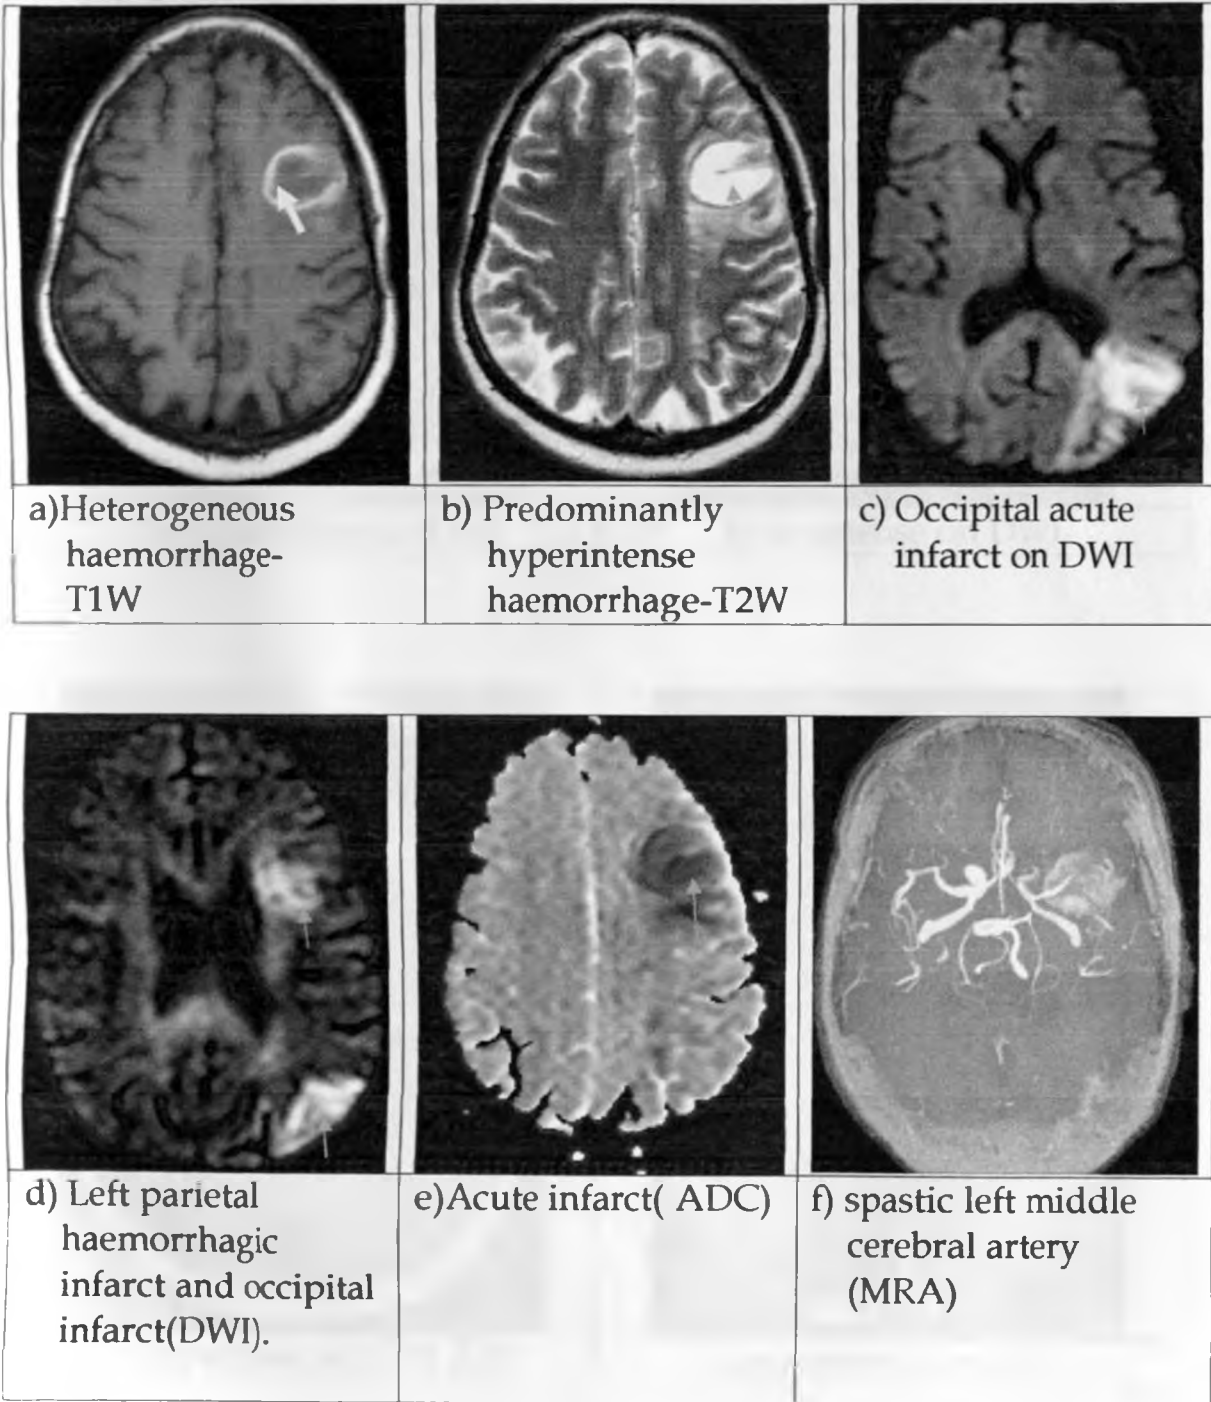 a)Heterogeneous
haemorrhage-
T1W
b) Predominantly
hyperintense
haemorrhage-T2W
c) Occipital acute
infarct on DWI
d) Left parietal
haemorrhagic
infarct and occipital
infarct(DWI).
e)Acute infarct( ADC)
f) spastic left middle
cerebral artery
(MRA)